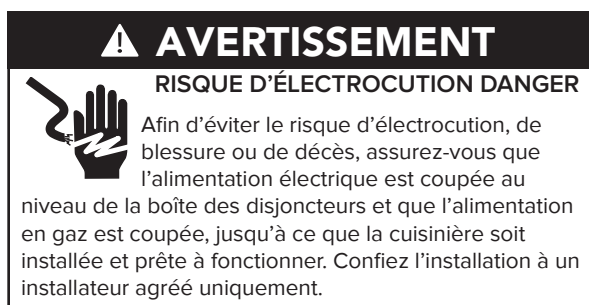 AVERTISSEMENT
RISQUE D’ÉLECTROCUTION DANGER
Afin d’éviter le risque d’électrocution, de
blessure ou de décès, assurez-vous que
l’alimentation électrique est coupée au
niveau de la boîte des disjoncteurs et que l’alimentation
en gaz est coupée, jusqu’à ce que la cuisinière soit
installée et prête à fonctionner. Confiez l’installation à un
installateur agréé uniquement.